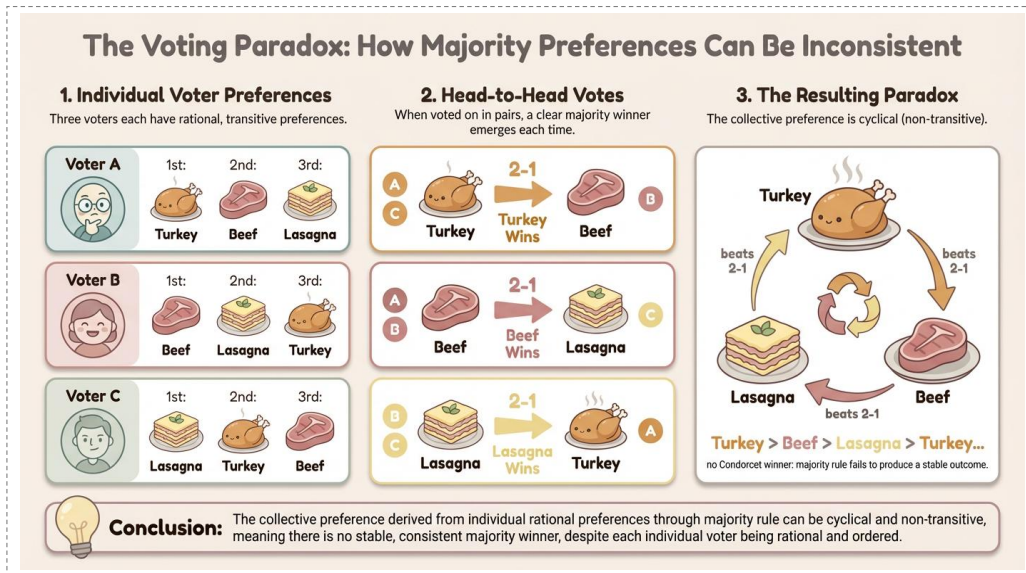 The Voting Paradox: How Majority Preferences Can Be Inconsistent
1. Individual Voter Preferences
Three voters each have rational, transitive preferences.
Voter A
1st:
2nd:
3rd:
Turkey
Beef
Lasagna
Voter B
1st:
2nd:
3rd:
Beef
Lasagna
Turkey
Voter C
1st:
2nd:
3rd:
Lasagna
Turkey
Beef
2. Head-to-Head Votes
When voted on in pairs, a clear majority winner
emerges each time.
A
C
Turkey
2-1
Turkey
Wins
Beef
B
A
B
Beef
2-1
Beef
Wins
Lasagna
C
B
C
Lasagna
2-1
Lasagna
Wins
Turkey
A
3. The Resulting Paradox
The collective preference is cyclical (non-transitive).
Turkey
beats
2-1
beats
2-1
Lasagna
Beef
beats 2-1
Turkey > Beef > Lasagna > Turkey...
no Condorcet winner: majority rule fails to produce a stable outcome.
Conclusion:
The collective preference derived from individual rational preferences through majority rule can be cyclical and non-transitive,
meaning there is no stable, consistent majority winner, despite each individual voter being rational and ordered.